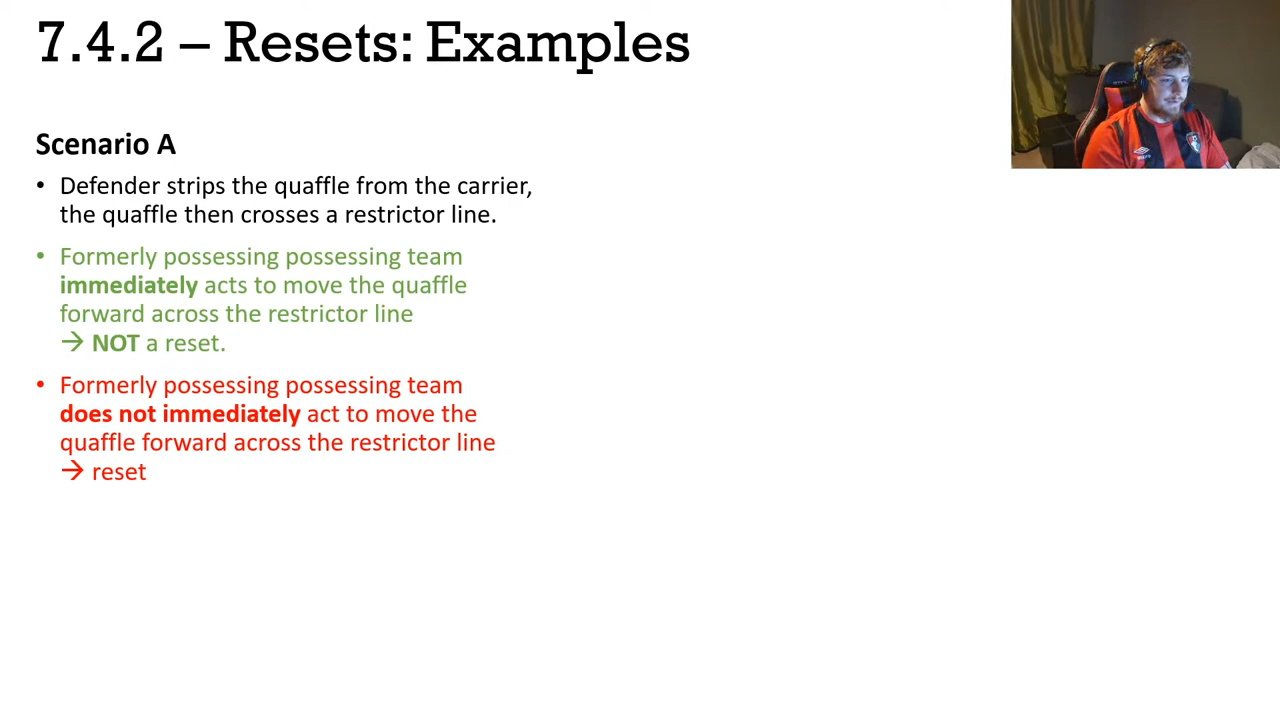 7.4.2 – Resets: Examples
Scenario A
• Defender strips the quaffle from the carrier,
the quaffle then crosses a restrictor line.
• Formerly possessing possessing team
immediately acts to move the quaffle
forward across the restrictor line
→ NOT a reset.
• Formerly possessing possessing team
does not immediately act to move the
quaffle forward across the restrictor line
→ reset